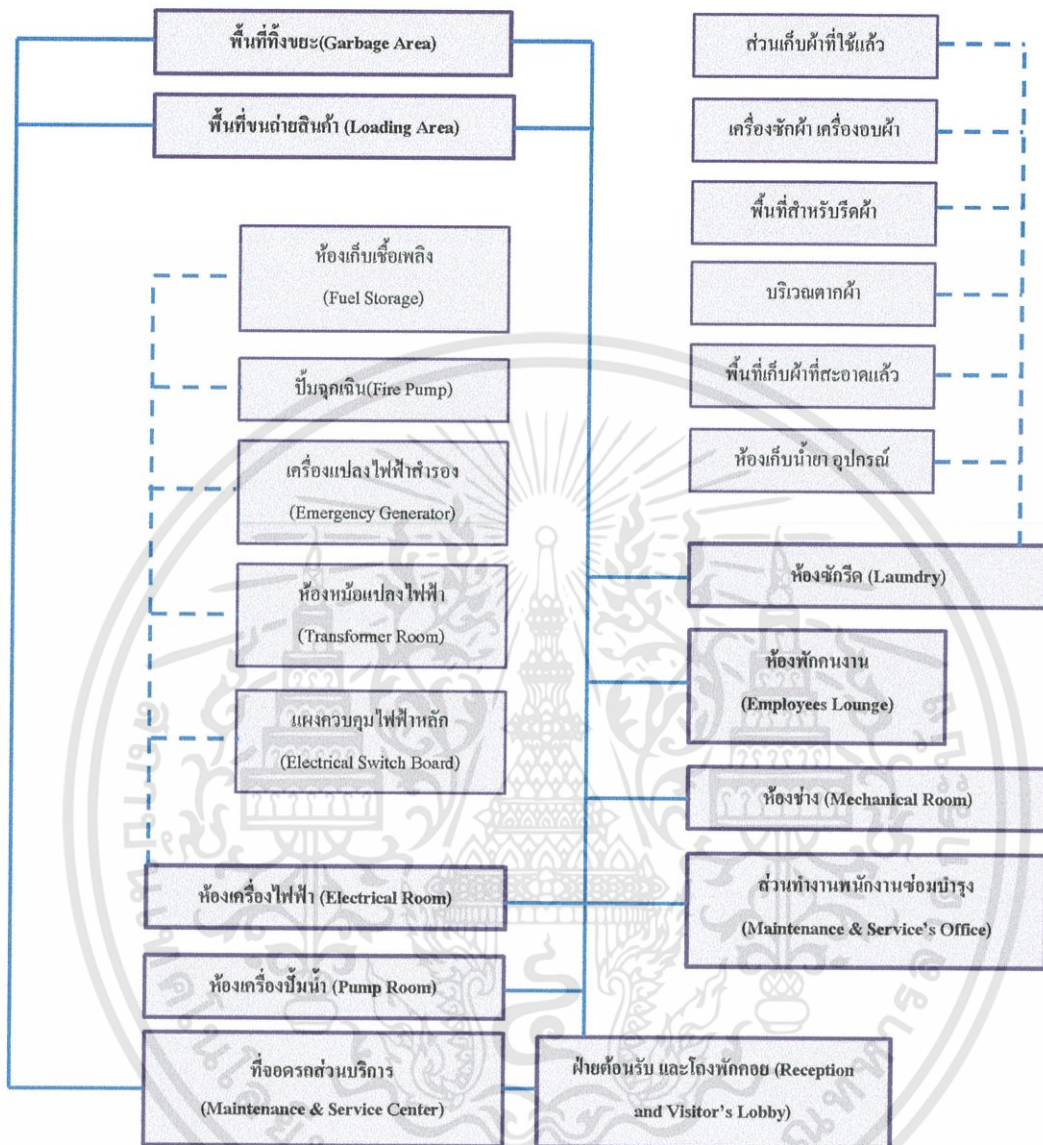 พื้นที่ทิ้งขยะ(Garbage Area)
พื้นที่ขนถ่ายสินค้า (Loading Area)
ห้องเก็บเชื้อเพลิง
(Fuel Storage)
ปั๊มฉุกเฉิน(Fire Pump)
เครื่องแปลงไฟฟ้าสำรอง
(Emergency Generator)
ห้องหม้อแปลงไฟฟ้า
(Transformer Room)
แผงควบคุมไฟฟ้าหลัก
(Electrical Switch Board)
ห้องเครื่องไฟฟ้า (Electrical Room)
ห้องเครื่องปั๊มน้ำ (Pump Room)
ที่จอดรถส่วนบริการ
(Maintenance & Service Center)
ส่วนเก็บผ้าที่ใช้แล้ว
เครื่องซักผ้า เครื่องอบผ้า
พื้นที่สำหรับรีดผ้า
บริเวณตากผ้า
พื้นที่เก็บผ้าที่สะอาดแล้ว
ห้องเก็บน้ำยา อุปกรณ์
ห้องซักรีด (Laundry)
ห้องพักคนงาน
(Employees Lounge)
ห้องช่าง (Mechanical Room)
ส่วนทำงานพนักงานซ่อมบำรุง
(Maintenance & Service's Office)
ฝ่ายต้อนรับ และโถงพักคอย (Reception
and Visitor's Lobby)